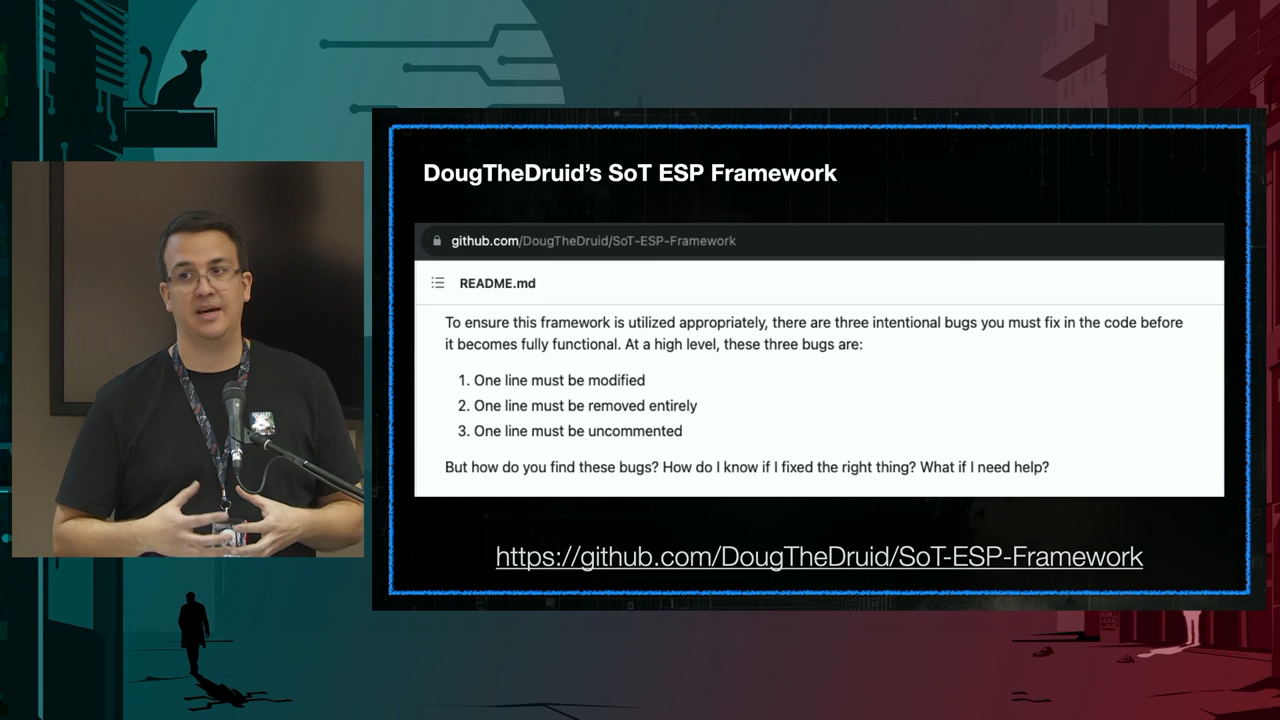 DougTheDruid’s SoT ESP Framework
github.com/DougTheDruid/SoT-ESP-Framework
README.md
To ensure this framework is utilized appropriately, there are three intentional bugs you must fix in the code before
it becomes fully functional. At a high level, these three bugs are:
1. One line must be modified
2. One line must be removed entirely
3. One line must be uncommented
But how do you find these bugs? How do I know if I fixed the right thing? What if I need help?
https://github.com/DougTheDruid/SoT-ESP-Framework